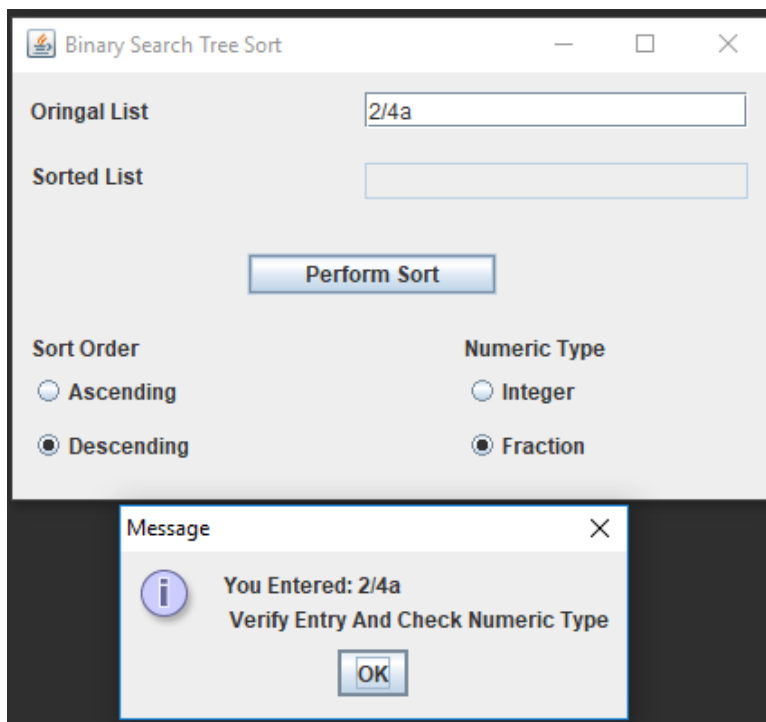 Binary Search Tree Sort
Oringal List
2/4a
Sorted List
Perform Sort
Sort Order
Numeric Type
Ascending
Integer
Descending
Fraction
Message
i
You Entered: 2/4a
Verify Entry And Check Numeric Type
OK